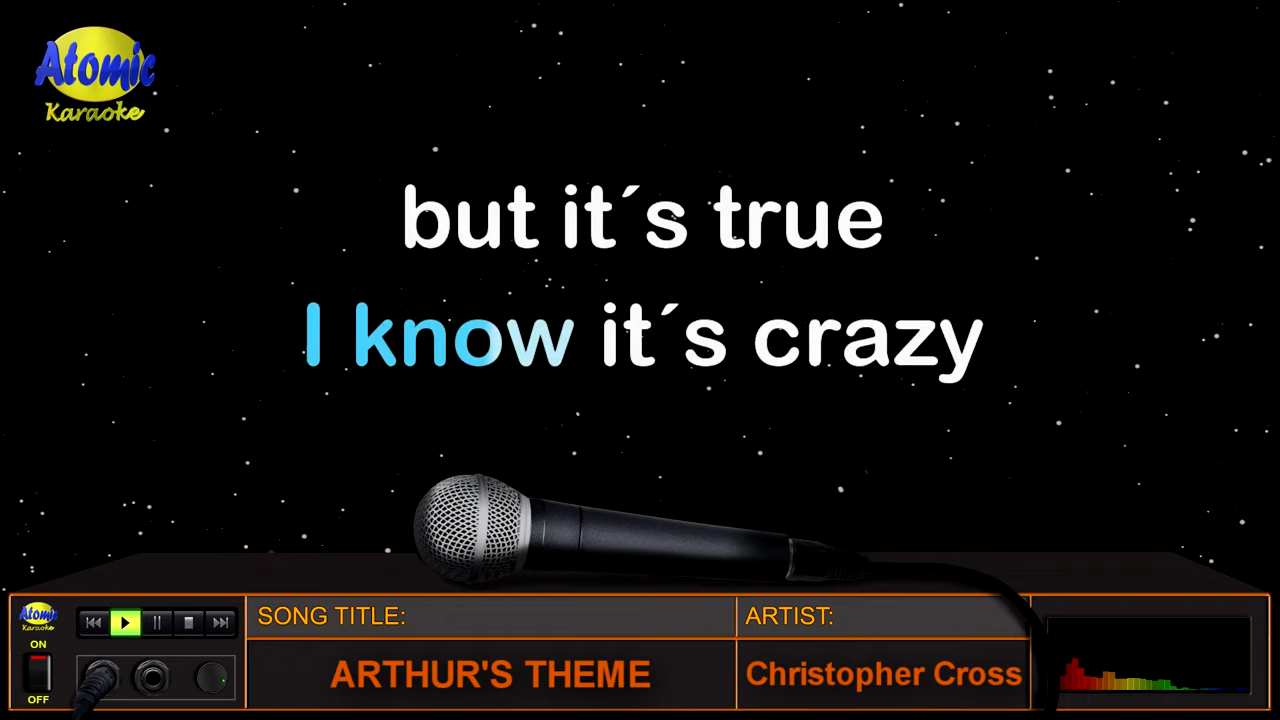 Atomic
Karaoke
but it´s true
I know it´s crazy
Atomic
Karaoke
ON
OFF
SONG TITLE:
ARTHUR'S THEME
ARTIST:
Christopher Cross